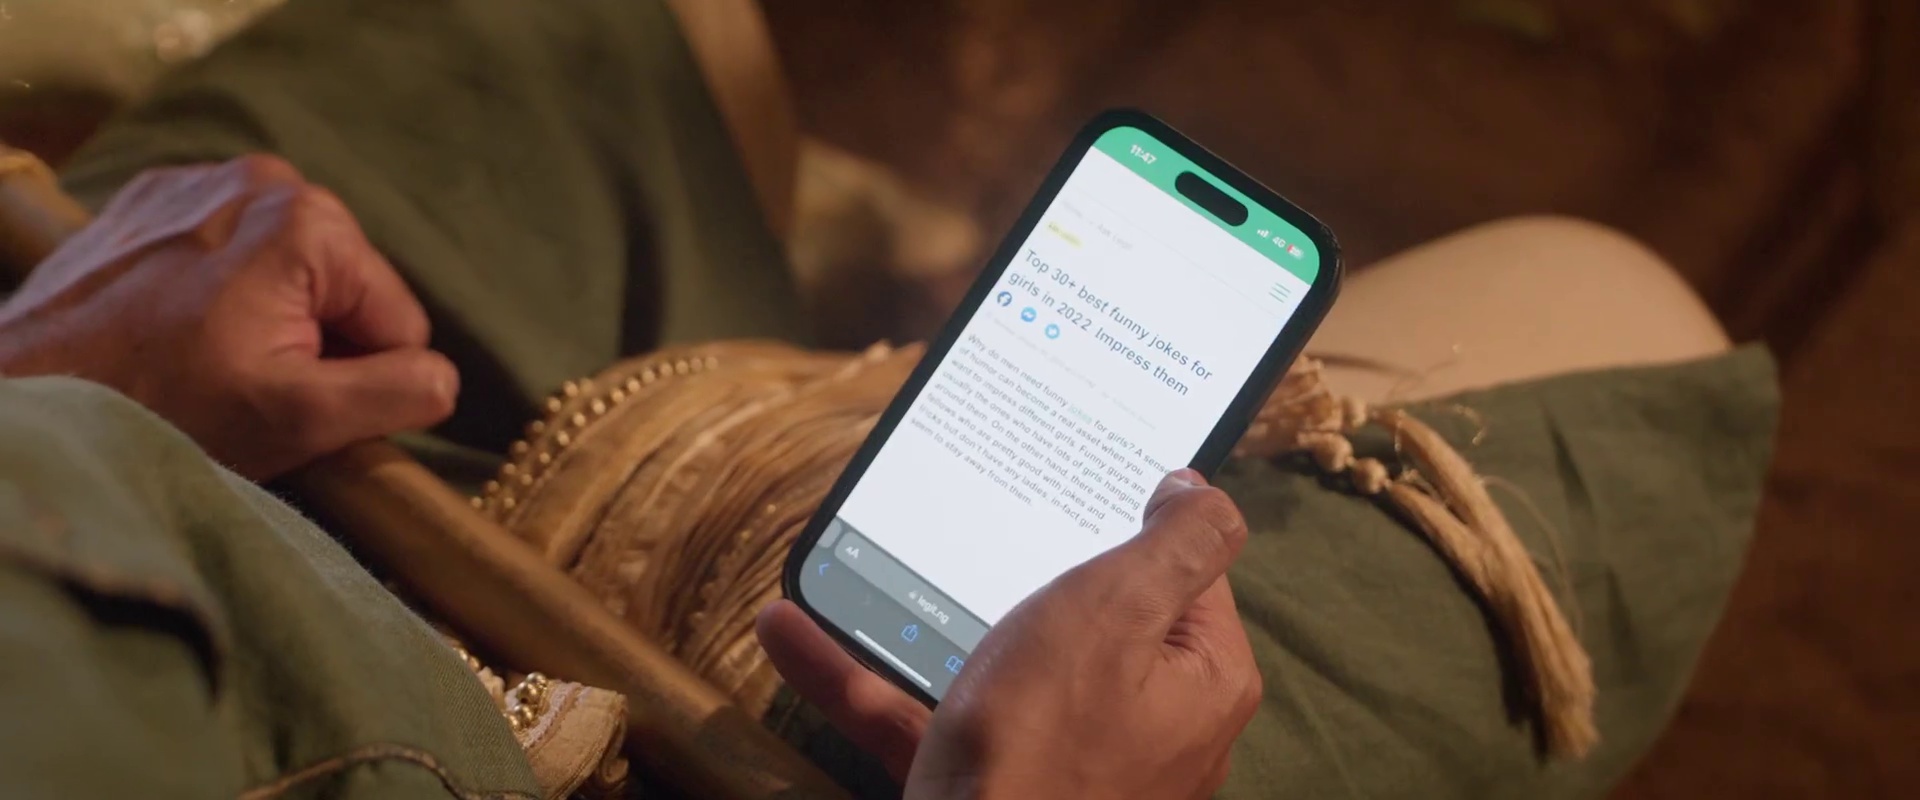 11:47
4G
Top 30+ best funny jokes for
girls in 2022 Impress them
Why do men need funny jokes for girls? A sense
of humor can become a real asset when you
want to impress different girls. Funny guys are
usually the ones who have lots of girls hanging
around them. On the other hand, there are some
fellows who are pretty good with jokes and
tricks but don't have any ladies, in-fact girls
seem to stay away from them.
AA
legit.ng